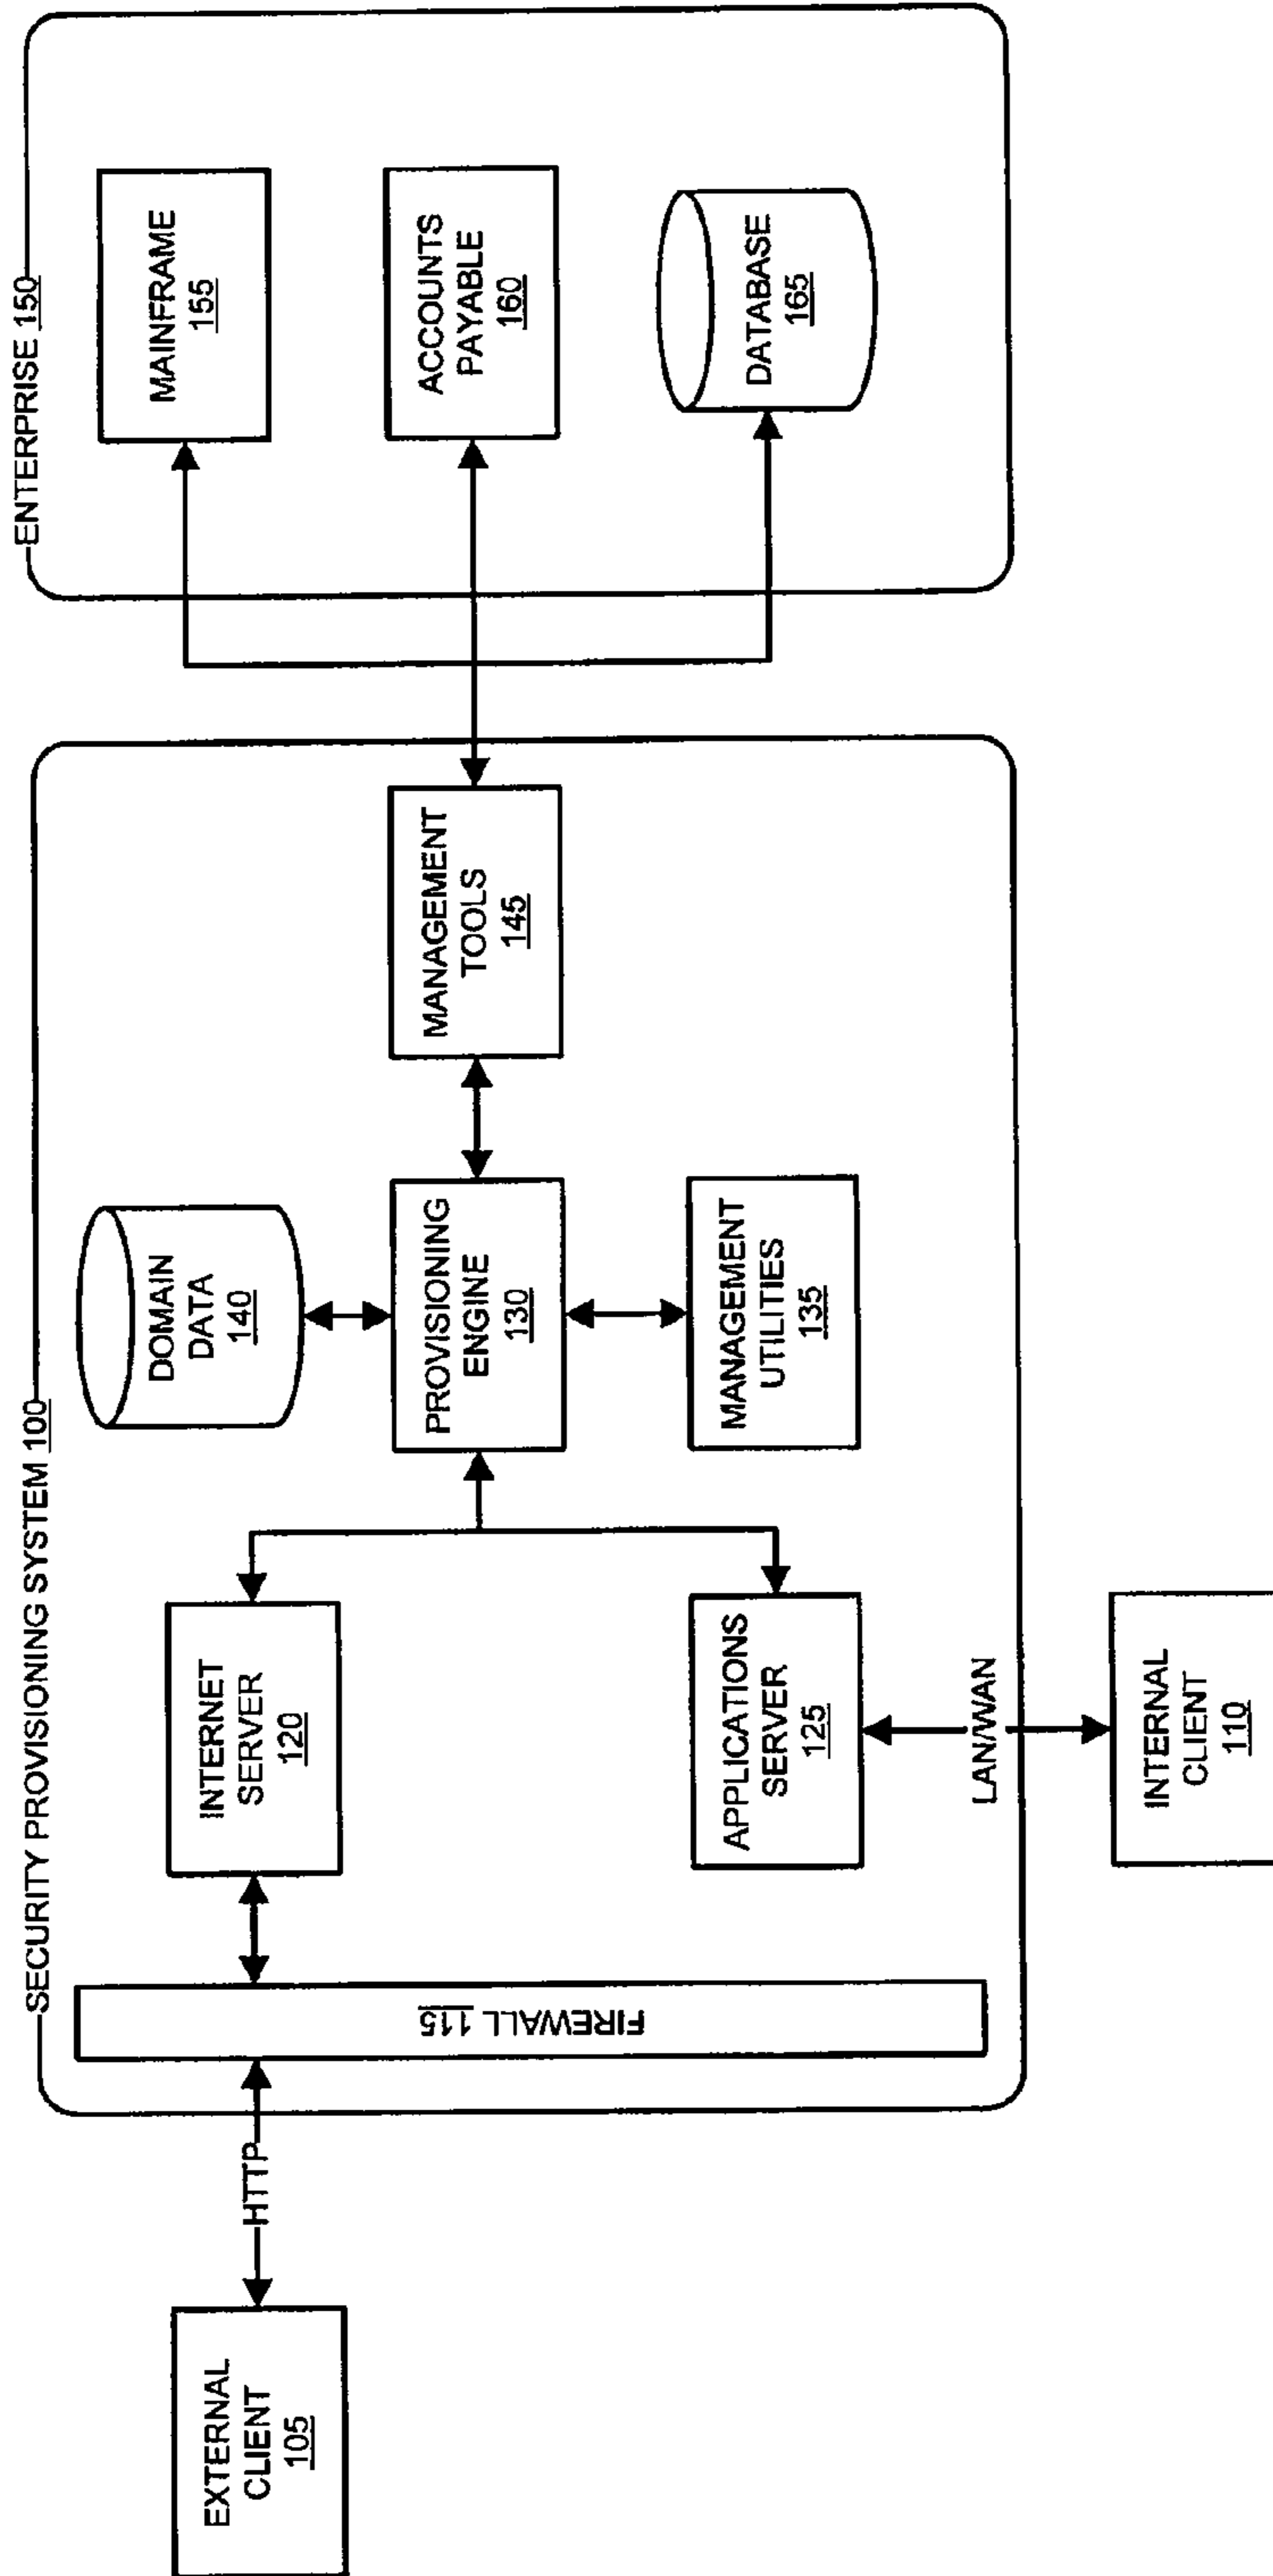 SECURITY PROVISIONING SYSTEM 100
ENTERPRISE 150
EXTERNAL
CLIENT
105
HTTP
FIREWALL 115
INTERNET
SERVER
120
APPLICATIONS
SERVER
125
LAN/WAN
INTERNAL
CLIENT
110
DOMAIN
DATA
140
PROVISIONING
ENGINE
130
MANAGEMENT
UTILITIES
135
MANAGEMENT
TOOLS
145
MAINFRAME
155
ACCOUNTS
PAYABLE
160
DATABASE
165